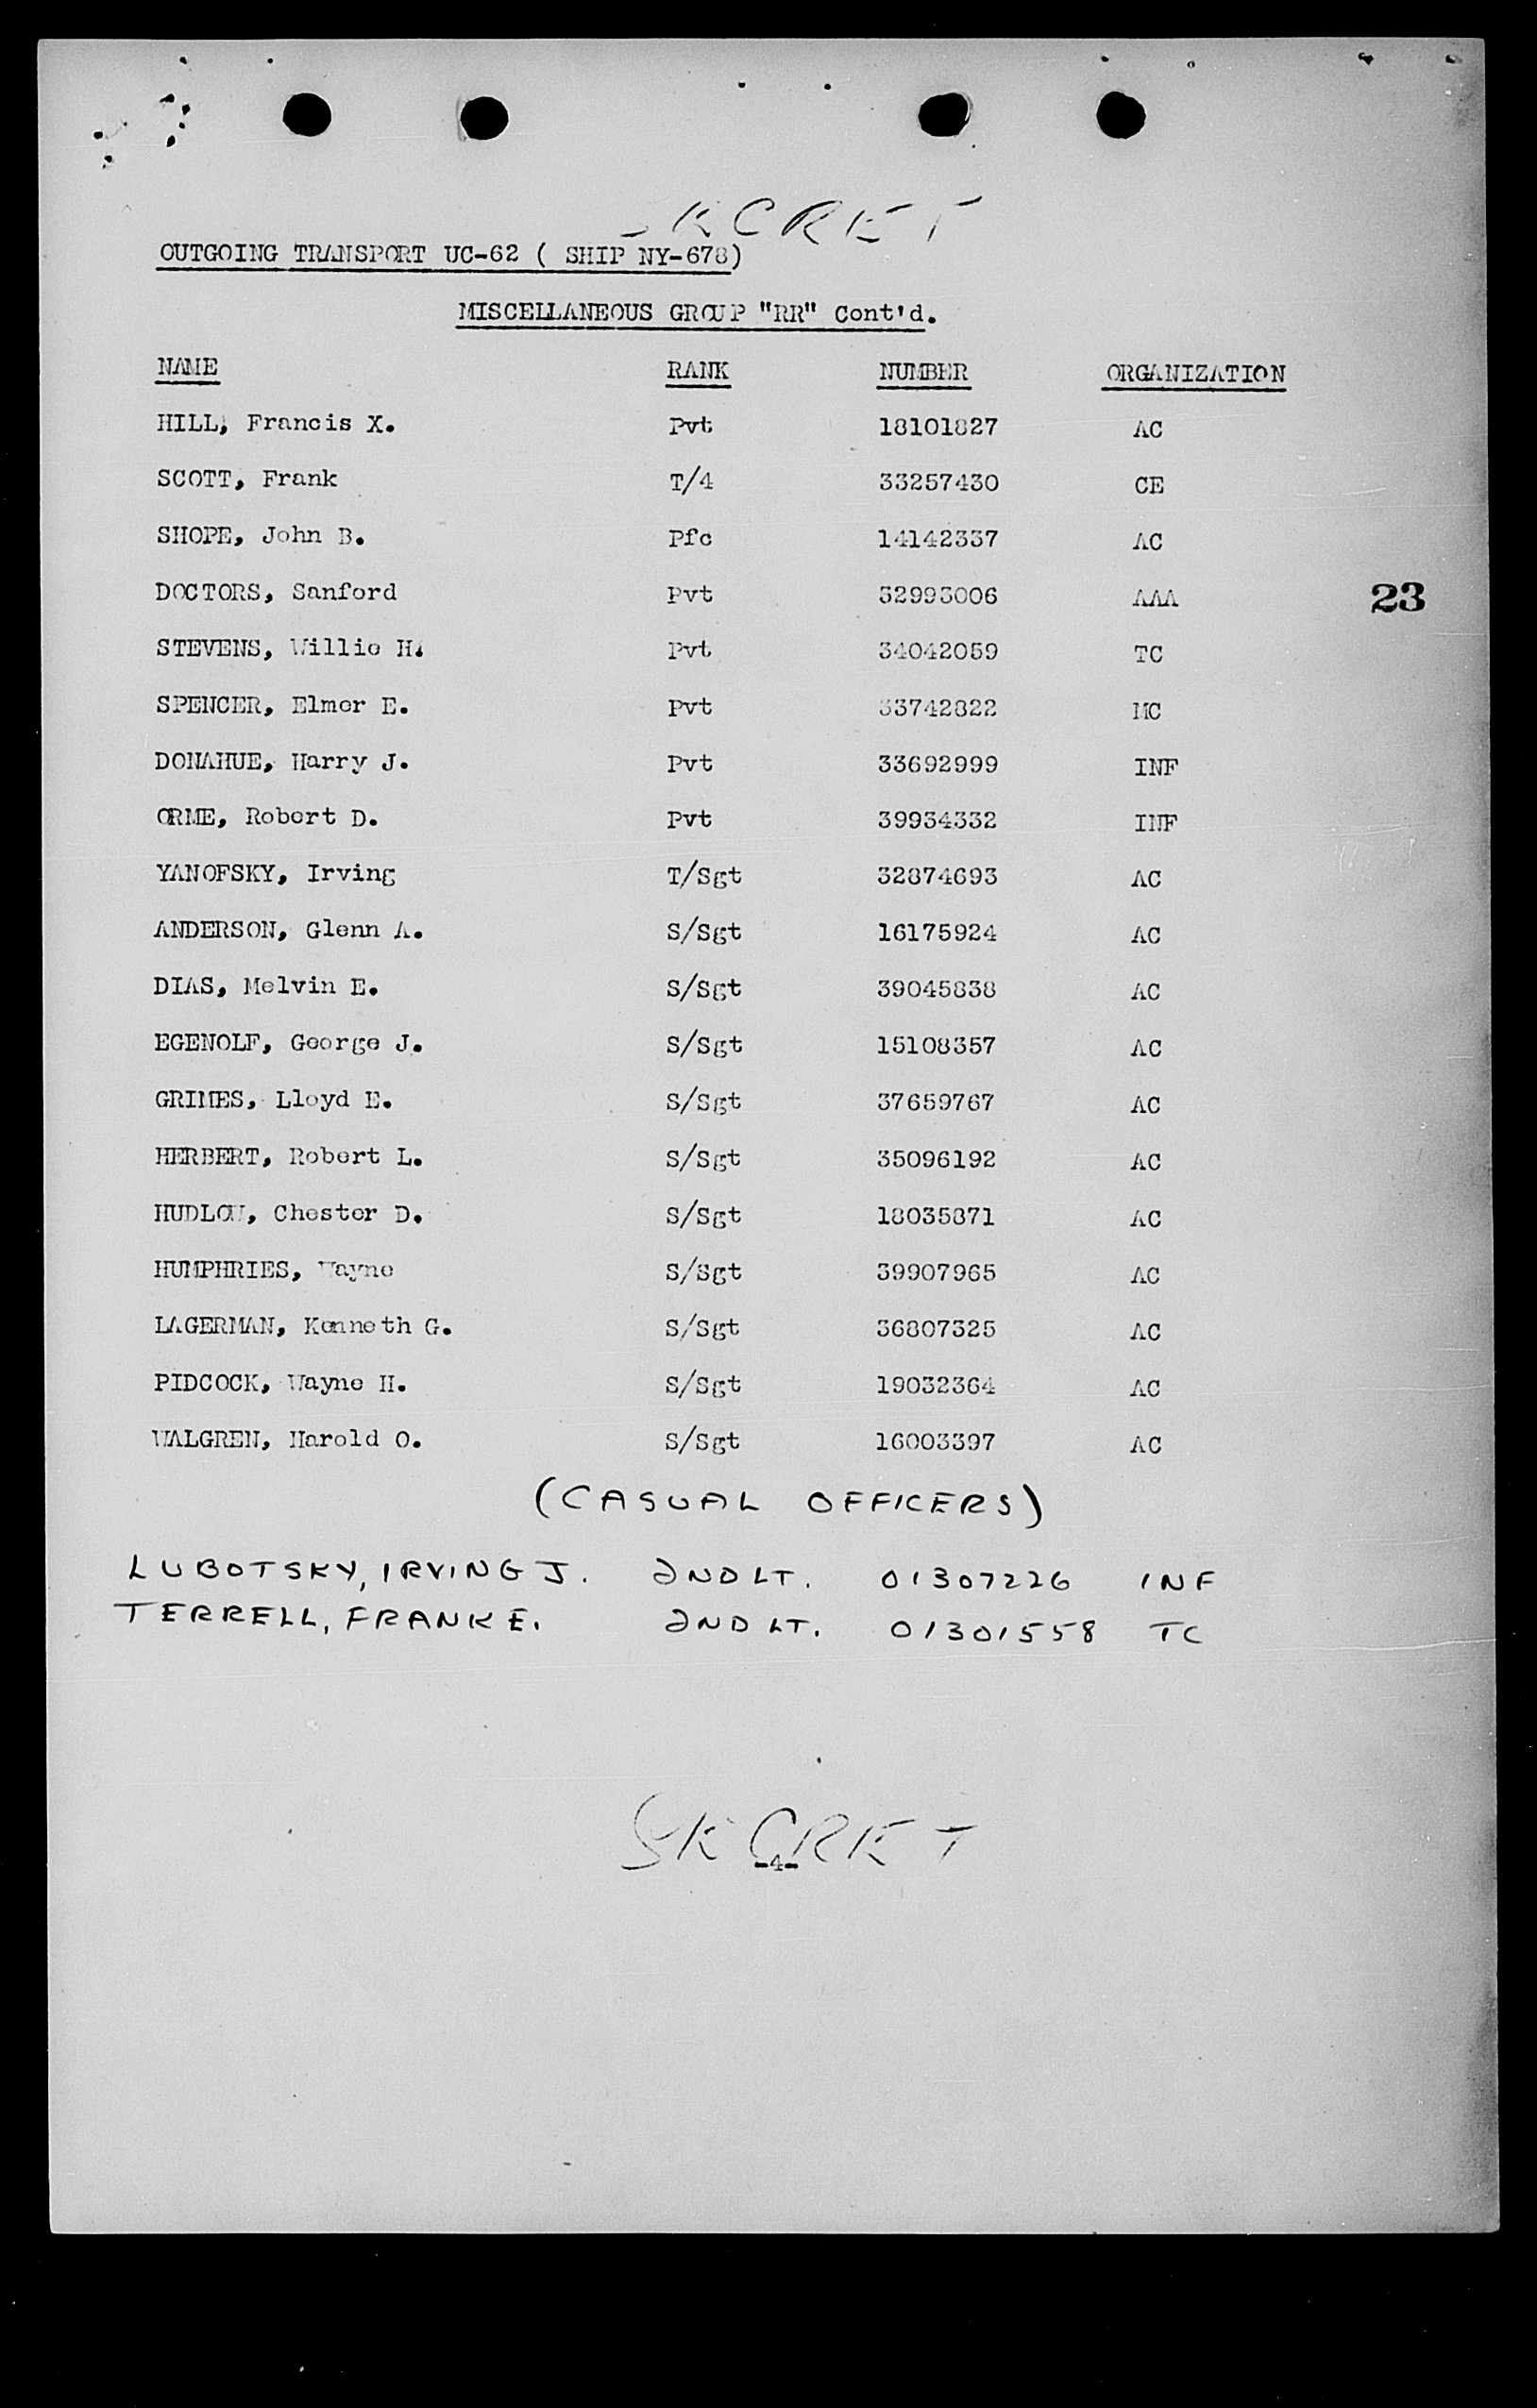 SECRET
OUTGOING TRANSPORT UC-62 ( SHIP NY-678)
MISCELLANEOUS GROUP "RR" Cont'd.
NAME RANK NUMBER ORGANIZATION
HILL, Francis X. Pvt 18101827 AC
SCOTT, Frank T/4 33257430 CE
SHOPE, John B. Pfc 14142337 AC
DOCTORS, Sanford Pvt 32993006 AAA
23
STEVENS, Willie H. Pvt 34042059 TC
SPENCER, Elmer E. Pvt 33742822 MC
DONAHUE, Harry J. Pvt 33692999 INF
ORME, Robert D. Pvt 39934332 INF
YANOFSKY, Irving T/Sgt 32874693 AC
ANDERSON, Glenn A. S/Sgt 16175924 AC
DIAS, Melvin E. S/Sgt 39045838 AC
EGENOLF, George J. S/Sgt 15108357 AC
GRIMES, Lloyd E. S/Sgt 37659767 AC
HERBERT, Robert L. S/Sgt 35096192 AC
HUDLOW, Chester D. S/Sgt 18035871 AC
HUMPHRIES, Wayne S/Sgt 39907965 AC
LAGERMAN, Kenneth G. S/Sgt 36807325 AC
PIDCOCK, Wayne H. S/Sgt 19032364 AC
WALGREN, Harold O. S/Sgt 16003397 AC
(CASUAL OFFICERS)
LUBOTSKY, IRVING J. 2ND LT. 01307226 INF
TERRELL, FRANK E. 2ND LT. 01301558 TC
SECRET
-4-